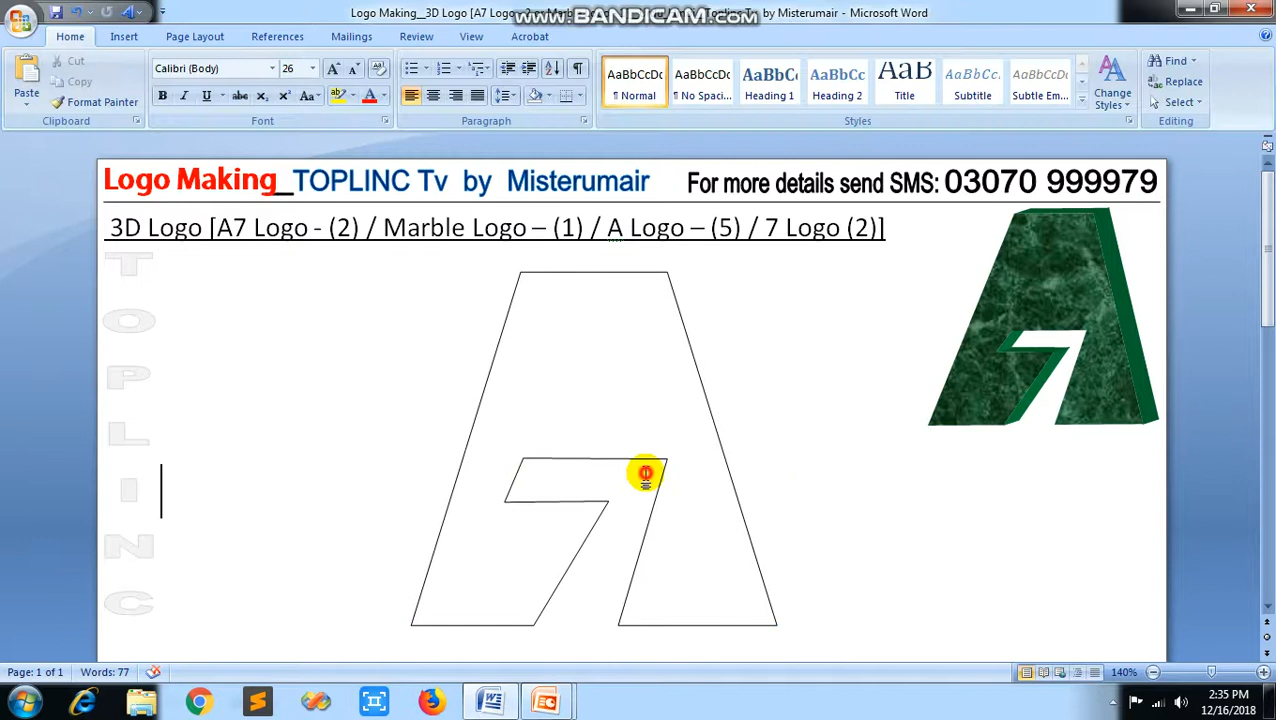 Logo Making__3D Logo [A7 Logo
www.BANDICAM.com
Tv by Misterumair - Microsoft Word
Home Insert Page Layout References Mailings Review View Acrobat
Paste
Cut
Copy
Format Painter
Clipboard
Calibri (Body) 26
Font
Paragraph
AaBbCcDc AaBbCcDc AaBbCc AaBbCc AaB AaBbCc. AaBbCcDc
¶ Normal ¶ No Spaci... Heading 1 Heading 2 Title Subtitle Subtle Em...
Change Styles
Styles
Find
Replace
Select
Editing
Logo Making_TOPLINC Tv by Misterumair For more details send SMS: 03070 999979
3D Logo [A7 Logo - (2) / Marble Logo – (1) / A Logo – (5) / 7 Logo (2)]
T
O
P
L
I
N
C
Page: 1 of 1 Words: 77 140%
2:35 PM
12/16/2018